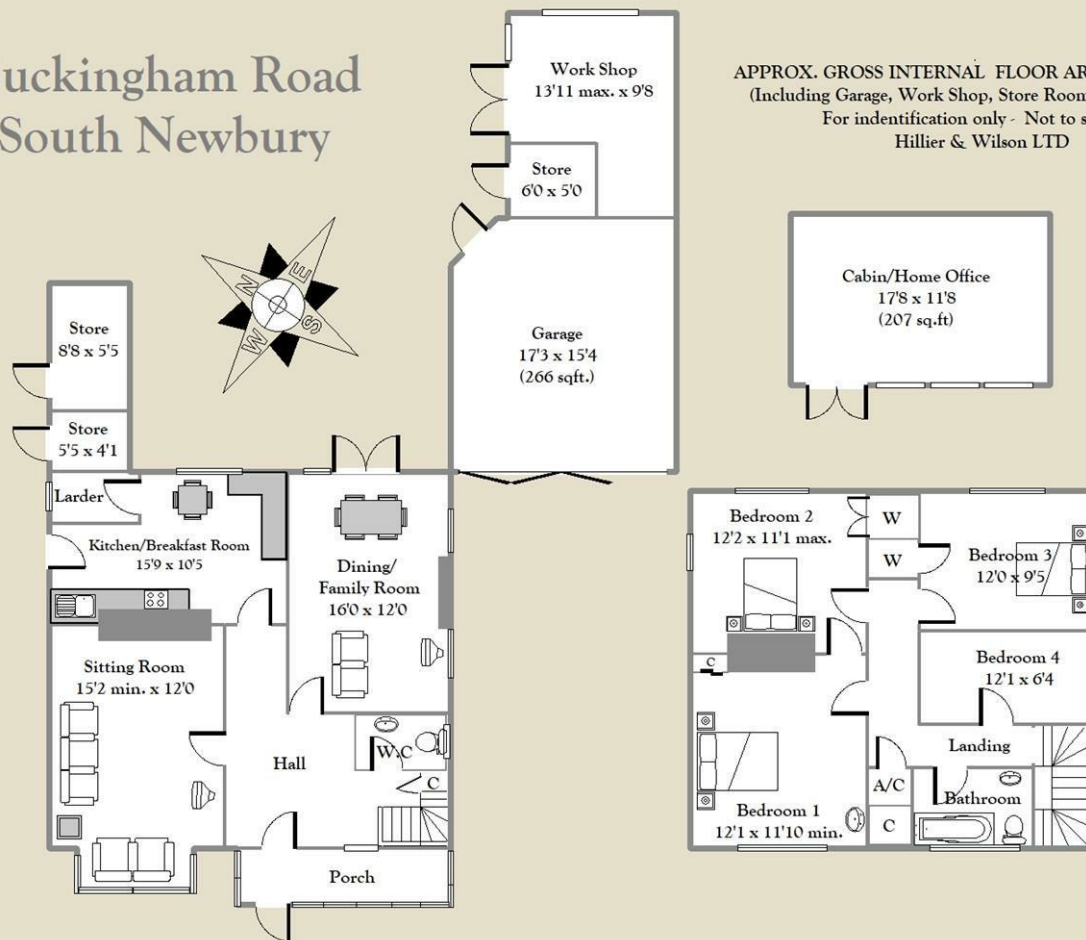 uckingham Road
South Newbury
APPROX. GROSS INTERNAL FLOOR AR
(Including Garage, Work Shop, Store Room
For indentification only - Not to s
Hillier & Wilson LTD
Work Shop
13'11 max. x 9'8
Store
6'0 x 5'0
Garage
17'3 x 15'4
(266 sqft.)
Cabin/Home Office
17'8 x 11'8
(207 sq.ft)
N
E
S
W
Store
8'8 x 5'5
Store
5'5 x 4'1
Larder
Kitchen/Breakfast Room
15'9 x 10'5
Dining/
Family Room
16'0 x 12'0
Sitting Room
15'2 min. x 12'0
Hall
W.C
C
Porch
Bedroom 2
12'2 x 11'1 max.
W
W
Bedroom 3
12'0 x 9'5
C
Bedroom 4
12'1 x 6'4
Landing
A/C
Bathroom
C
Bedroom 1
12'1 x 11'10 min.